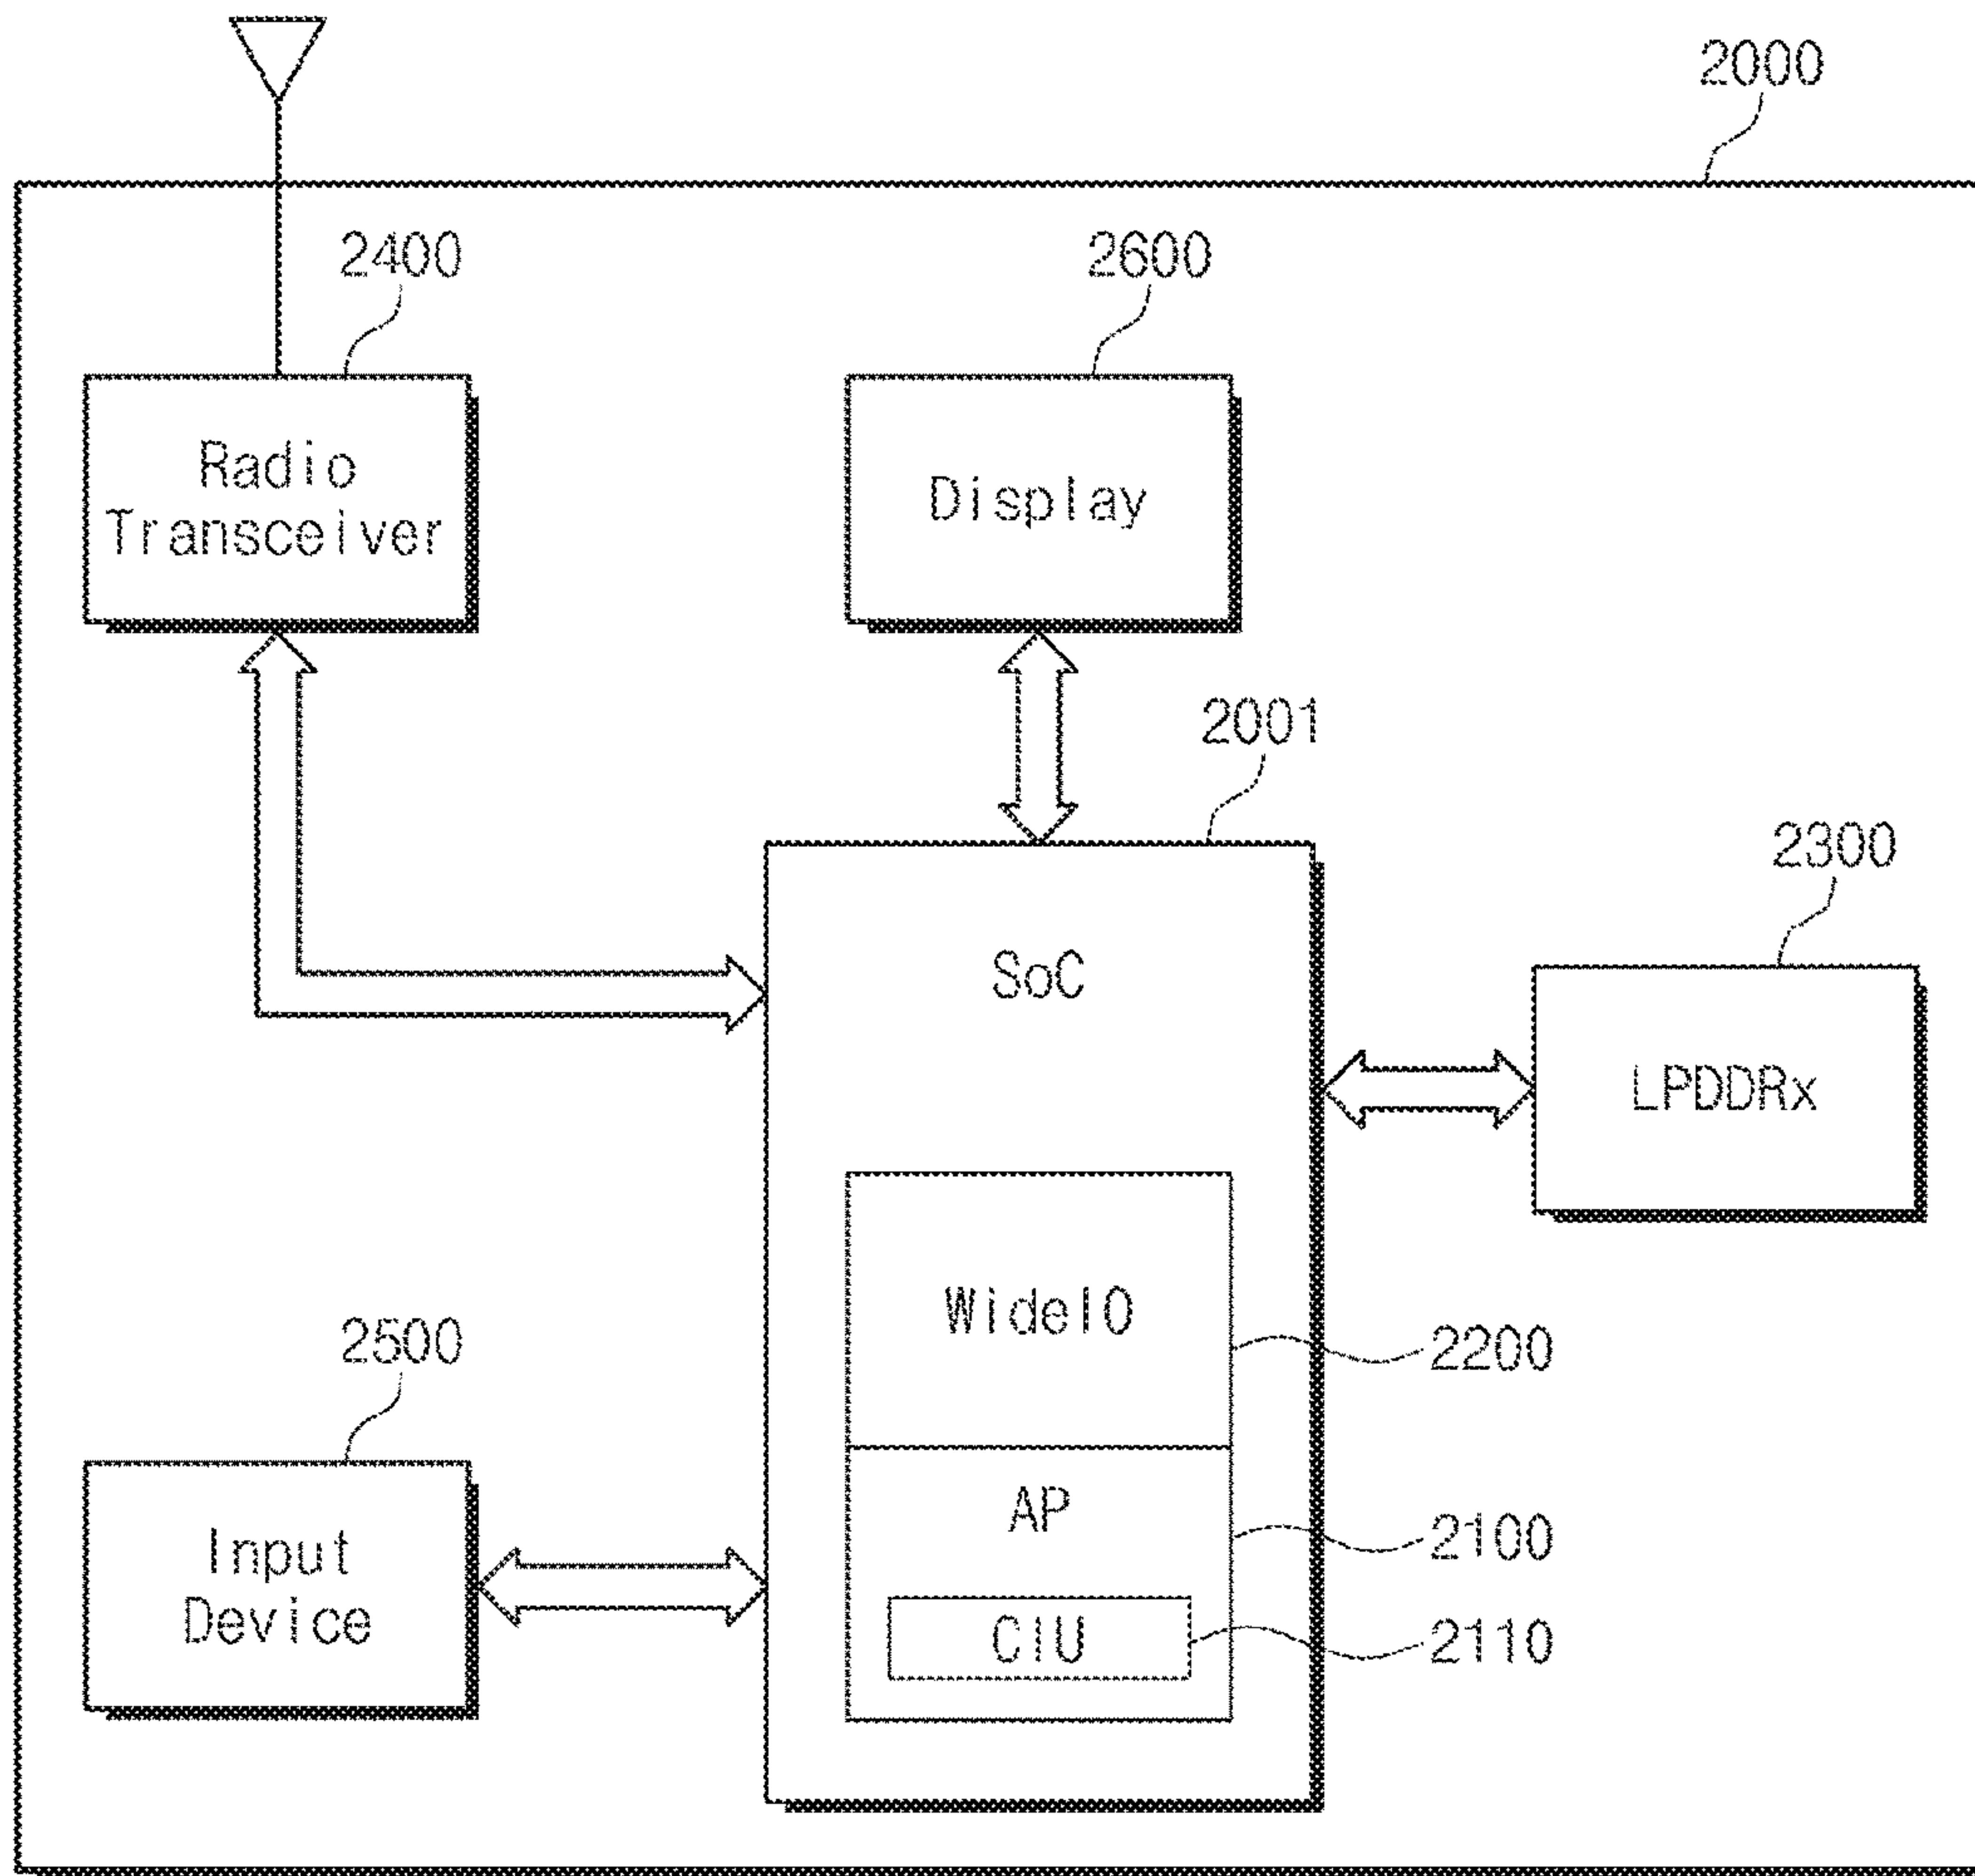 2000
2400
2600
Radio
Transceiver
Display
2001
2300
SoC
LPDDRx
WideIO
2200
2500
AP
2100
Input
Device
CIU
2110